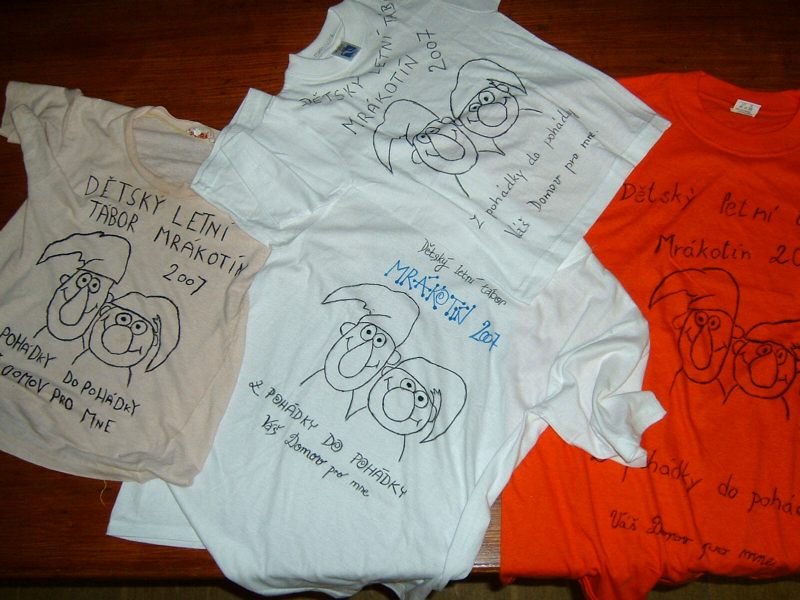 DĚTSKÝ LETNÍ
TÁBOR MRÁKOTÍN
2007
POHÁDKY DO POHÁDKY
DOMOV PRO
MNE
DĚTSKÝ LETNÍ TÁB
MRÁKOTÍN
2007
Z pohádky do pohádky
Váš Domov pro mne
Dětský letní tábor
MRÁKOTÍN 2007
Z POHÁDKY DO POHÁDKY
Váš Domov pro mne
Dětský letní
Mrákotín 20
pohádky do pohád
Váš Domov pro mne